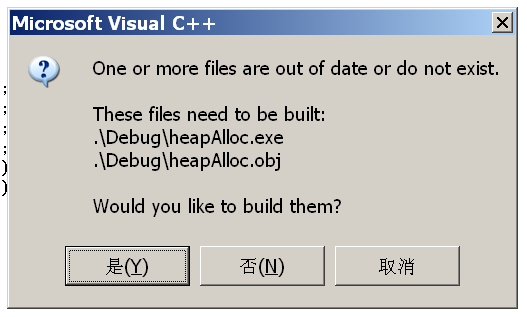 Microsoft Visual C++
One or more files are out of date or do not exist.
These files need to be built:
.\Debug\heapAlloc.exe
.\Debug\heapAlloc.obj
Would you like to build them?
是(Y)
否(N)
取消
;
;
;
;
)
)